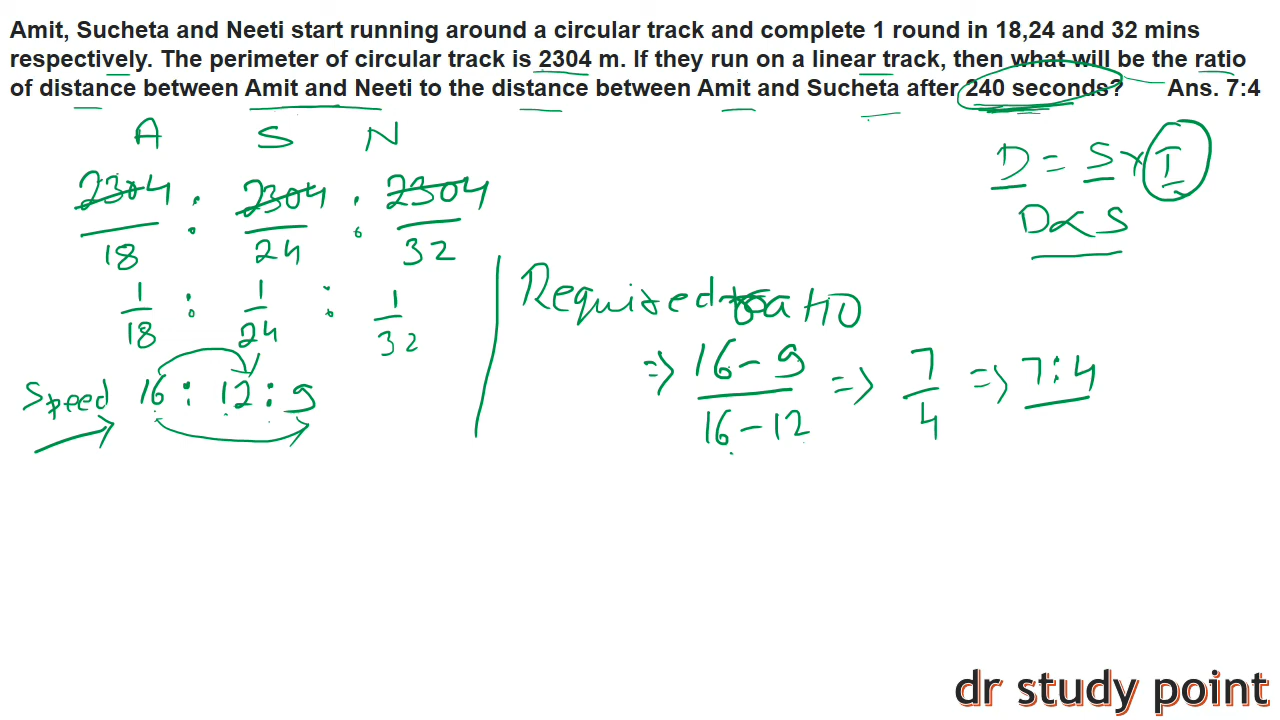 Amit, Sucheta and Neeti start running around a circular track and complete 1 round in 18,24 and 32 mins
respectively. The perimeter of circular track is 2304 m. If they run on a linear track, then what will be the ratio
of distance between Amit and Neeti to the distance between Amit and Sucheta after 240 seconds? Ans. 7:4
A S N
D = S × T
2304/18 : 2304/24 : 2304/32
D ∝ S
1/18 : 1/24 : 1/32
Required ratio
Speed 16 : 12 : 9
=> 16 - 9 / 16 - 12 => 7/4 => 7:4
dr study point